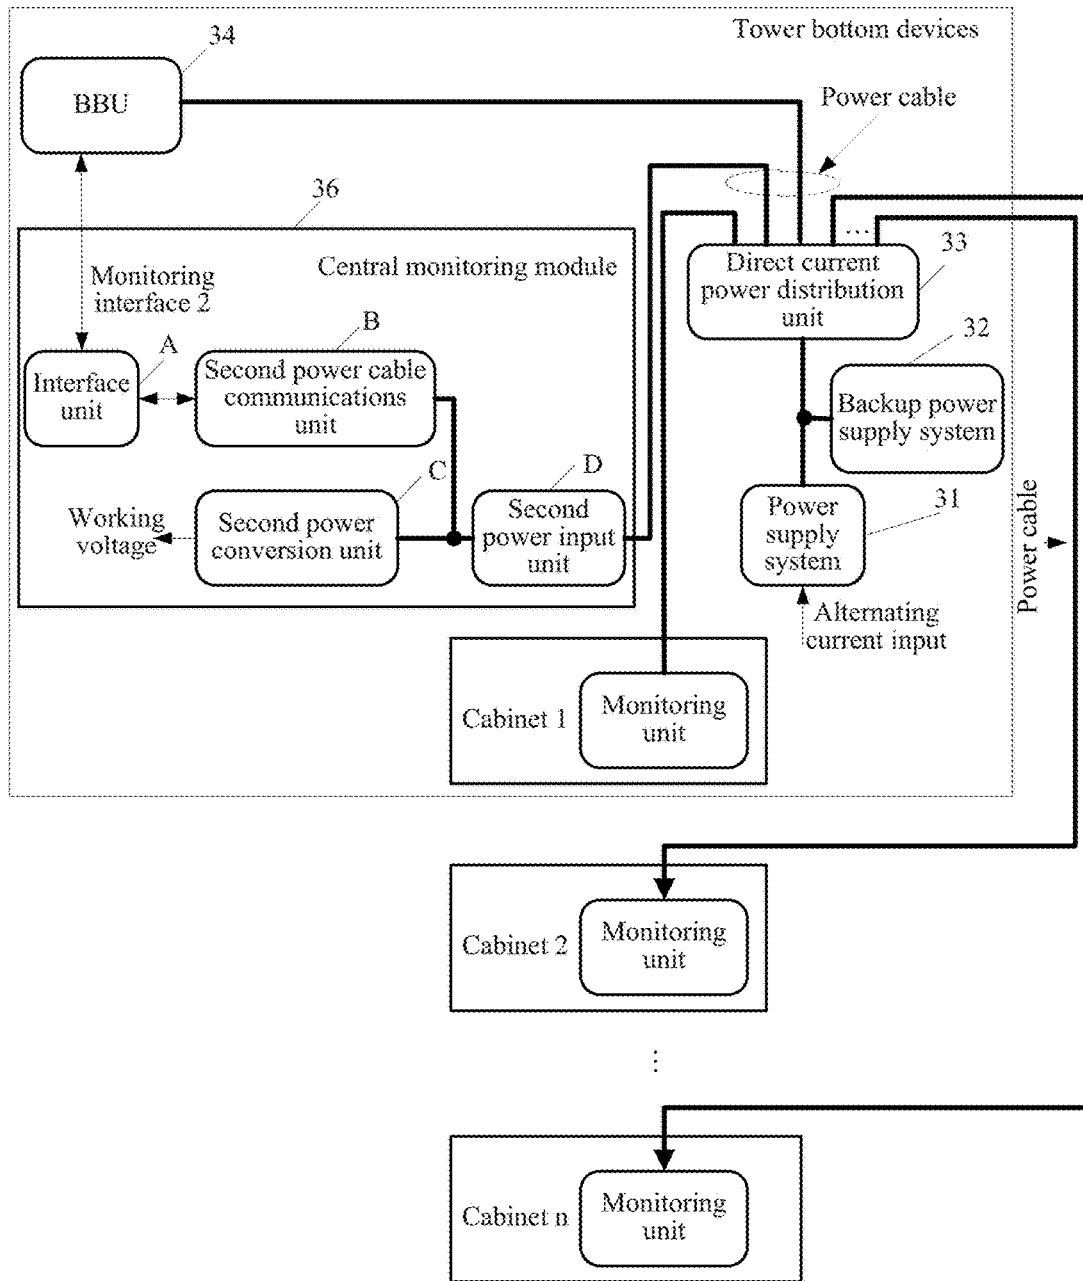 Tower bottom devices
34
BBU
Power cable
36
Central monitoring module
Monitoring
interface 2
...
33
Direct current
power distribution
unit
A
B
Interface
unit
Second power cable
communications
unit
32
Backup power
supply system
C
D
Working
voltage
Second power
conversion unit
Second
power input
unit
31
Power
supply
system
Power cable
Alternating
current input
Cabinet 1
Monitoring
unit
Cabinet 2
Monitoring
unit
...
Cabinet n
Monitoring
unit